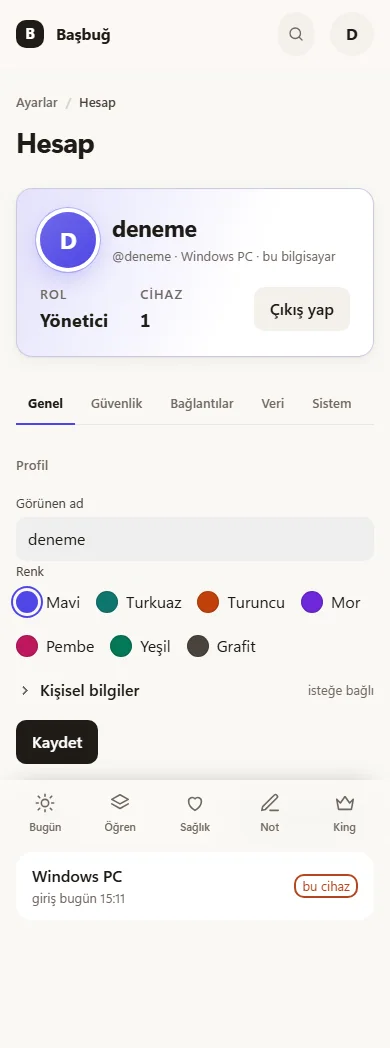 B Başbuğ D
Ayarlar / Hesap
Hesap
D
deneme
@deneme · Windows PC · bu bilgisayar
ROL CİHAZ
Yönetici 1
Çıkış yap
Genel Güvenlik Bağlantılar Veri Sistem
Profil
Görünen ad
deneme
Renk
Mavi Turkuaz Turuncu Mor
Pembe Yeşil Grafit
Kişisel bilgiler isteğe bağlı
Kaydet
Bugün Öğren Sağlık Not King
Windows PC
giriş bugün 15:11
bu cihaz